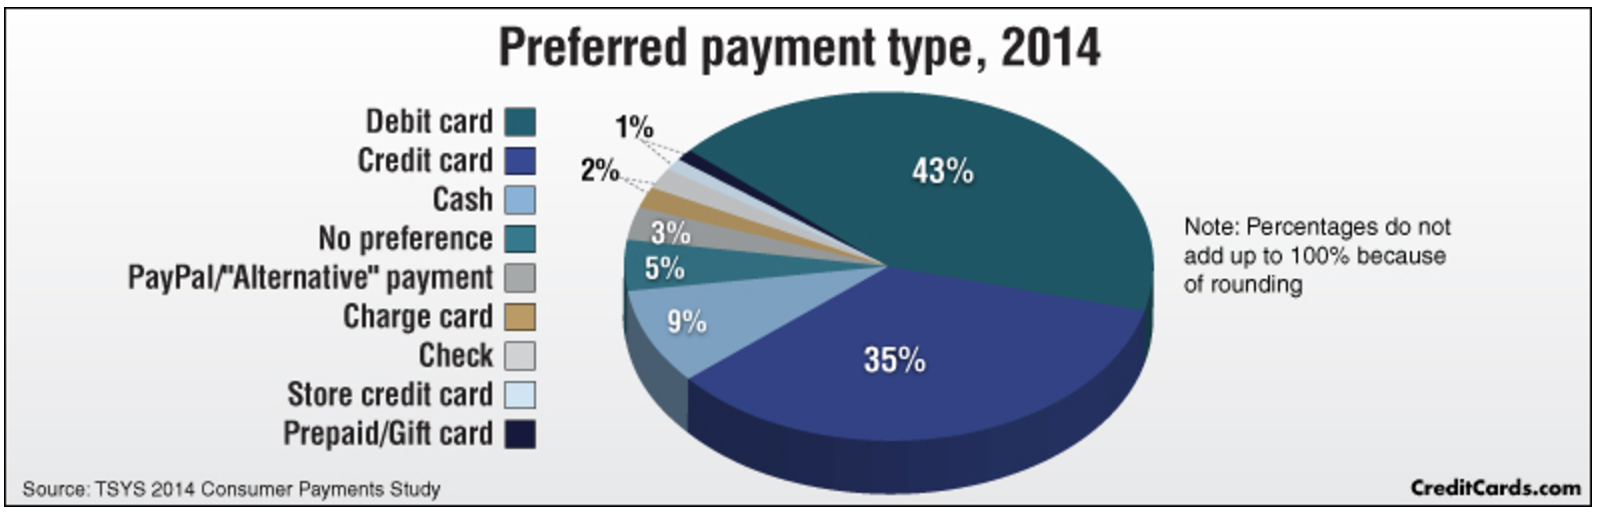 Preferred payment type, 2014
Debit card
Credit card
Cash
No preference
PayPal/"Alternative" payment
Charge card
Check
Store credit card
Prepaid/Gift card
1%
2%
3%
5%
9%
43%
35%
Note: Percentages do not
add up to 100% because
of rounding
Source: TSYS 2014 Consumer Payments Study
CreditCards.com